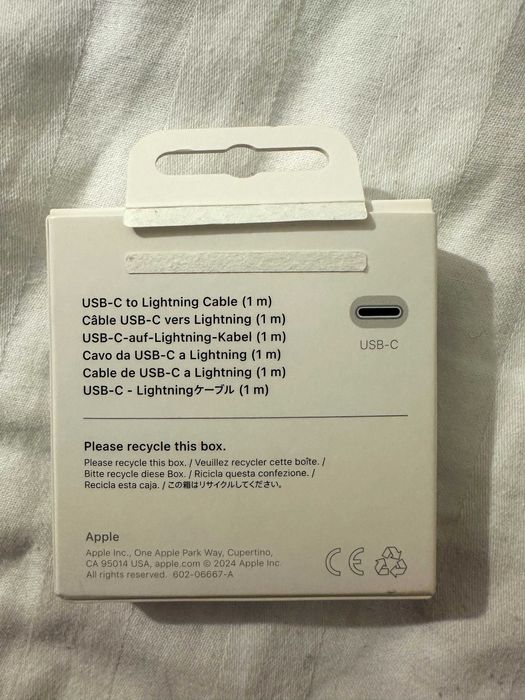 USB-C to Lightning Cable (1 m)
Câble USB-C vers Lightning (1 m)
USB-C-auf-Lightning-Kabel (1 m)
Cavo da USB-C a Lightning (1 m)
Cable de USB-C a Lightning (1 m)
USB-C - Lightningケーブル (1 m)
USB-C
Please recycle this box.
Please recycle this box. / Veuillez recycler cette boîte. /
Bitte recycle diese Box. / Ricicla questa confezione. /
Recicla esta caja. / この箱はリサイクルしてください。
Apple
Apple Inc., One Apple Park Way, Cupertino,
CA 95014 USA, apple.com © 2024 Apple Inc.
All rights reserved. 602-06667-A
CE